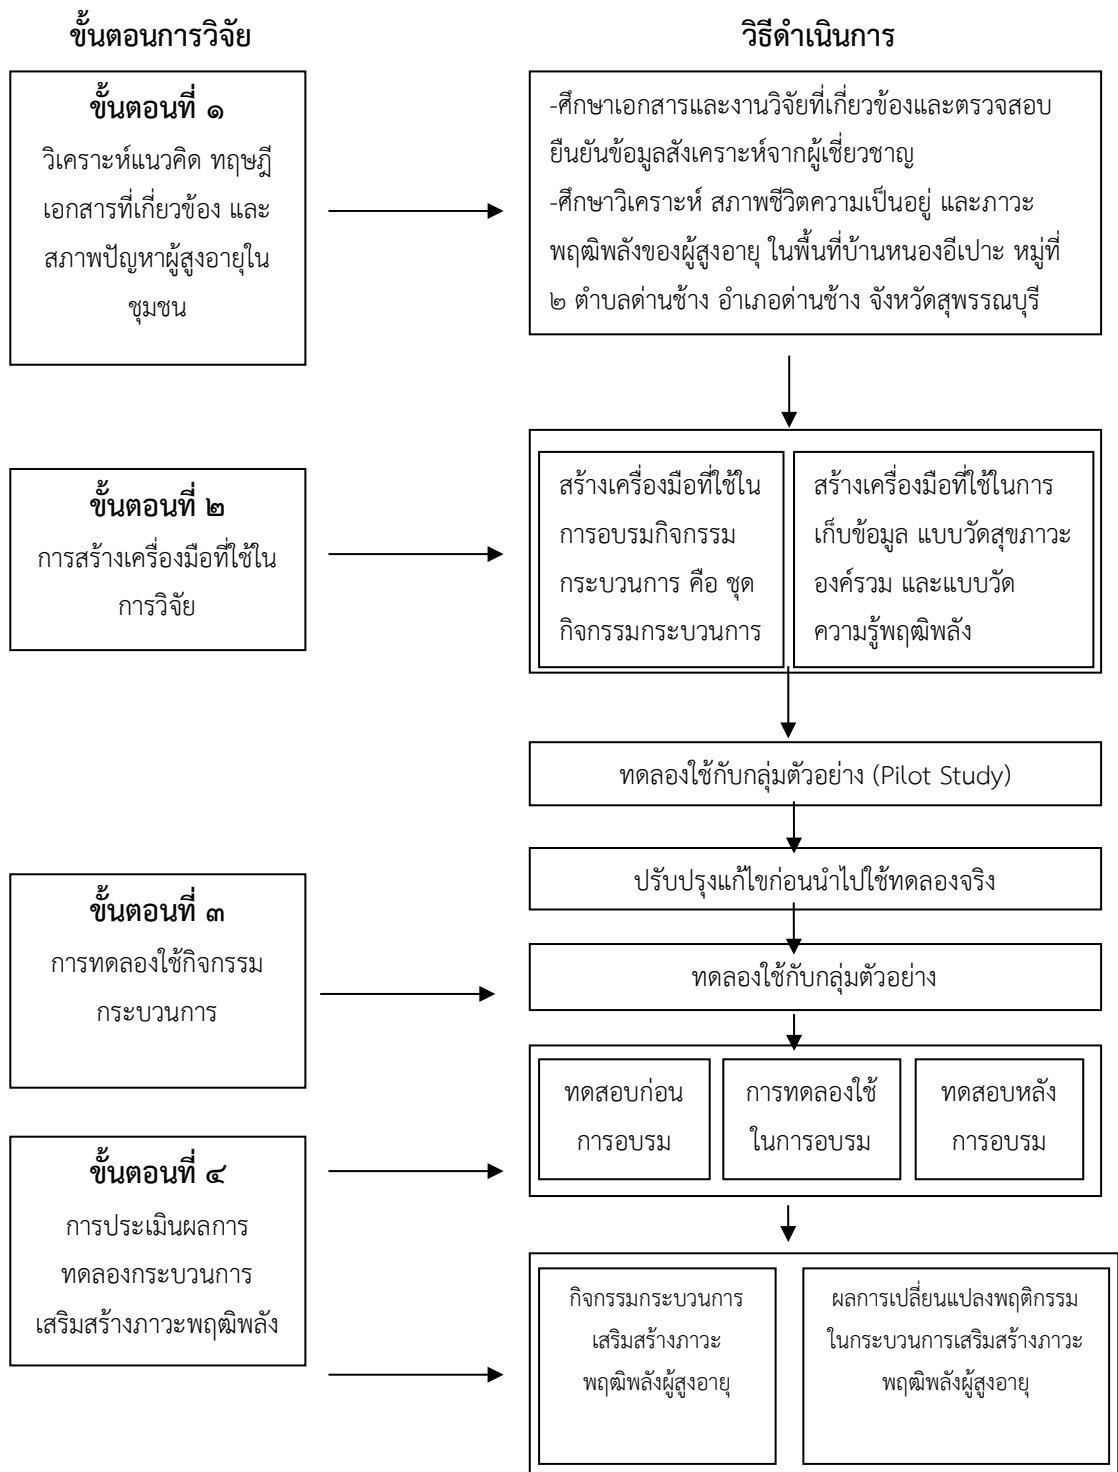 ขั้นตอนการวิจัย
วิธีดำเนินการ
ขั้นตอนที่ ๑
วิเคราะห์แนวคิด ทฤษฎี
เอกสารที่เกี่ยวข้อง และ
สภาพปัญหาผู้สูงอายุใน
ชุมชน
-ศึกษาเอกสารและงานวิจัยที่เกี่ยวข้องและตรวจสอบ
ยืนยันข้อมูลสังเคราะห์จากผู้เชี่ยวชาญ
-ศึกษาวิเคราะห์ สภาพชีวิตความเป็นอยู่ และภาวะ
พฤฒิพลังของผู้สูงอายุ ในพื้นที่บ้านหนองอีเปาะ หมู่ที่
๒ ตำบลด่านช้าง อำเภอด่านช้าง จังหวัดสุพรรณบุรี
ขั้นตอนที่ ๒
การสร้างเครื่องมือที่ใช้ใน
การวิจัย
สร้างเครื่องมือที่ใช้ใน
การอบรมกิจกรรม
กระบวนการ คือ ชุด
กิจกรรมกระบวนการ
สร้างเครื่องมือที่ใช้ในการ
เก็บข้อมูล แบบวัดสุขภาวะ
องค์รวม และแบบวัด
ความรู้พฤฒิพลัง
ทดลองใช้กับกลุ่มตัวอย่าง (Pilot Study)
ปรับปรุงแก้ไขก่อนนำไปใช้ทดลองจริง
ขั้นตอนที่ ๓
การทดลองใช้กิจกรรม
กระบวนการ
ทดลองใช้กับกลุ่มตัวอย่าง
ทดสอบก่อน
การอบรม
การทดลองใช้
ในการอบรม
ทดสอบหลัง
การอบรม
ขั้นตอนที่ ๔
การประเมินผลการ
ทดลองกระบวนการ
เสริมสร้างภาวะพฤฒิพลัง
กิจกรรมกระบวนการ
เสริมสร้างภาวะ
พฤฒิพลังผู้สูงอายุ
ผลการเปลี่ยนแปลงพฤติกรรม
ในกระบวนการเสริมสร้างภาวะ
พฤฒิพลังผู้สูงอายุ